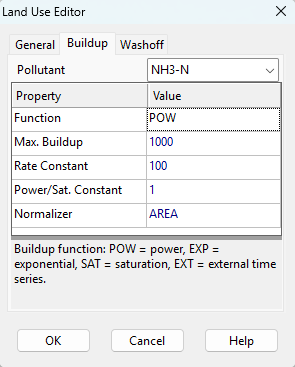 Land Use Editor
General Buildup Washoff
Pollutant NH3-N
Property Value
Function POW
Max. Buildup 1000
Rate Constant 100
Power/Sat. Constant 1
Normalizer AREA
Buildup function: POW = power, EXP =
exponential, SAT = saturation, EXT = external time
series.
OK Cancel Help